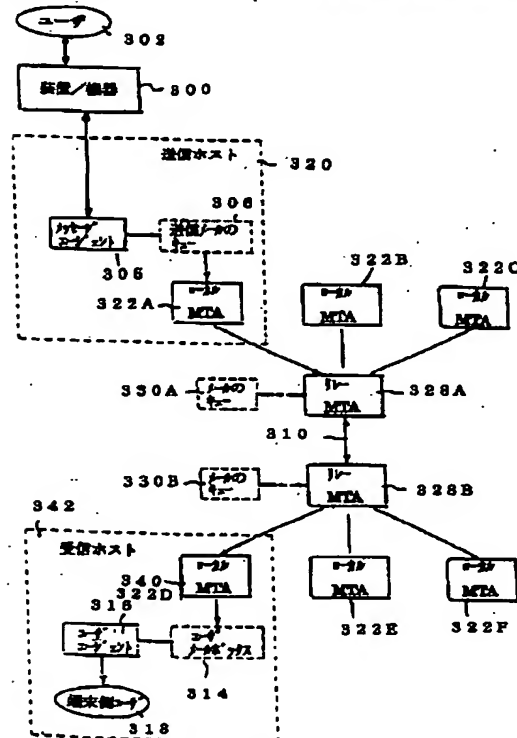 ユーザ
302
装置/機器
300
送信ホスト
320
306
メッセージ
エージェント
305
送信メールの
キュー
322A
ローカル
MTA
322B
ローカル
MTA
322C
ローカル
MTA
330A
メールの
キュー
リレー
MTA
328A
310
330B
メールの
キュー
リレー
MTA
328B
342
受信ホスト
340
322D
ローカル
MTA
ローカル
MTA
322E
ローカル
MTA
322F
316
ユーザ
エージェント
ユーザ
メールボックス
314
端末側ユーザ
318